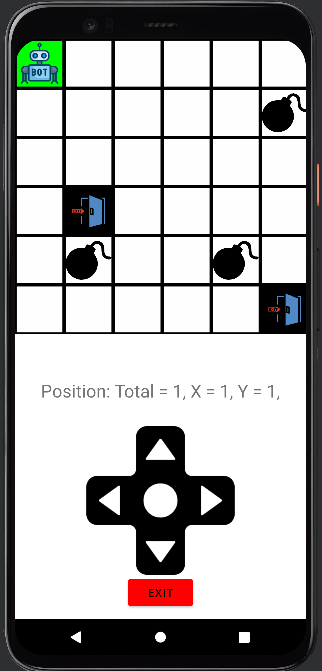 BOT
Position: Total = 1, X = 1, Y = 1,
EXIT